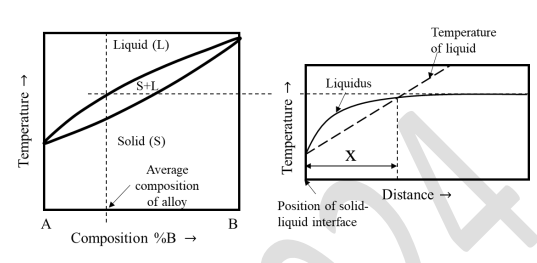 Liquid (L)
S+L
Solid (S)
Average
composition
of alloy
Temperature →
A
B
Composition %B →
Temperature
of liquid
Liquidus
X
Temperature →
Distance →
Position of solid-
liquid interface